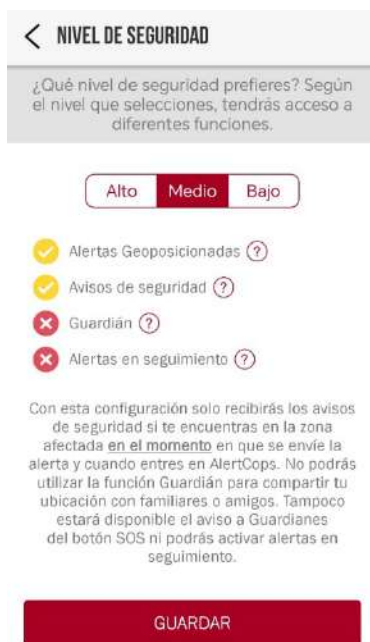 NIVEL DE SEGURIDAD
¿Qué nivel de seguridad prefieres? Según
el nivel que selecciones, tendrás acceso a
diferentes funciones.
Alto Medio Bajo
Alertas Geoposicionadas ?
Avisos de seguridad ?
Guardián ?
Alertas en seguimiento ?
Con esta configuración solo recibirás los avisos
de seguridad si te encuentras en la zona
afectada en el momento en que se envíe la
alerta y cuando entres en AlertCops. No podrás
utilizar la función Guardián para compartir tu
ubicación con familiares o amigos. Tampoco
estará disponible el aviso a Guardianes
del botón SOS ni podrás activar alertas en
seguimiento.
GUARDAR